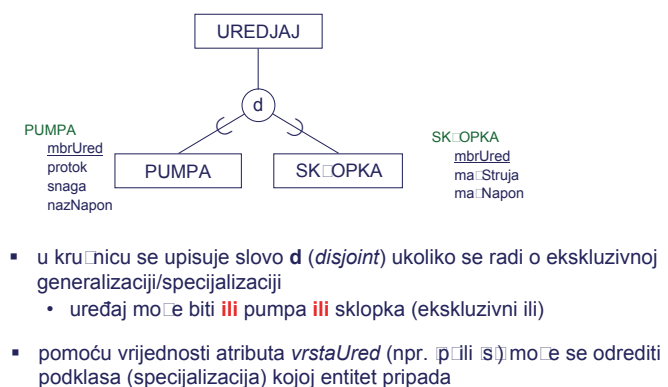 UREDJAJ
d
PUMPA
mbrUred
protok
snaga
nazNapon
PUMPA
SK□OPKA
SK□OPKA
mbrUred
ma□Struja
ma□Napon
u kru□nicu se upisuje slovo d (disjoint) ukoliko se radi o ekskluzivnoj
generalizaciji/specijalizaciji
uređaj mo□e biti ili pumpa ili sklopka (ekskluzivni ili)
pomoću vrijednosti atributa vrstaUred (npr. □p□ili □s□) mo□e se odrediti
podklasa (specijalizacija) kojoj entitet pripada